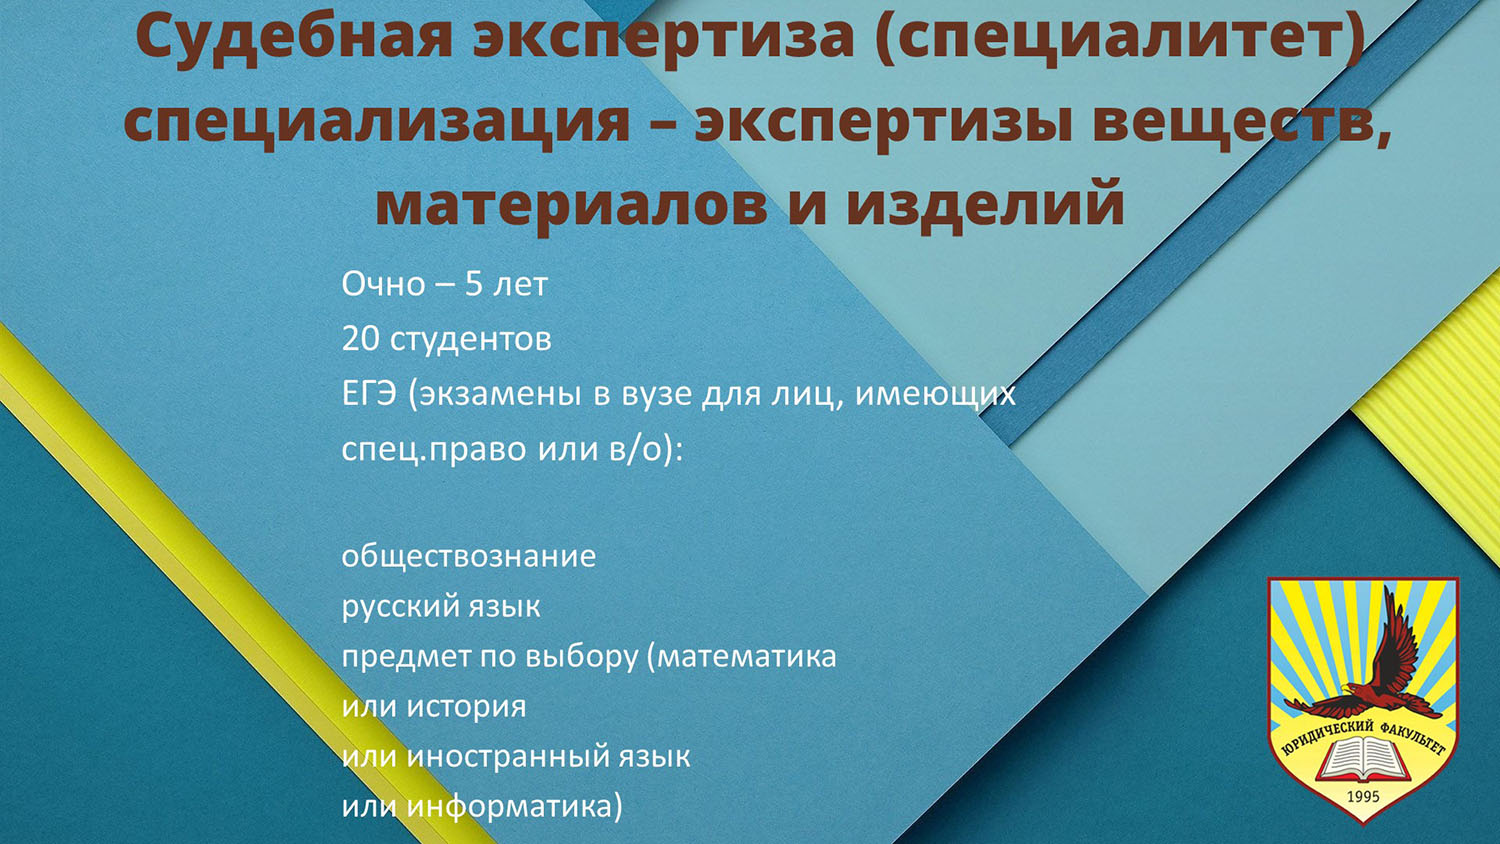 Судебная экспертиза (специалитет)
специализация – экспертизы веществ,
материалов и изделий
Очно – 5 лет
20 студентов
ЕГЭ (экзамены в вузе для лиц, имеющих
спец.право или в/о):
обществознание
русский язык
предмет по выбору (математика
или история
или иностранный язык
или информатика)
ЮРИДИЧЕСКИЙ ФАКУЛЬТЕТ
1995